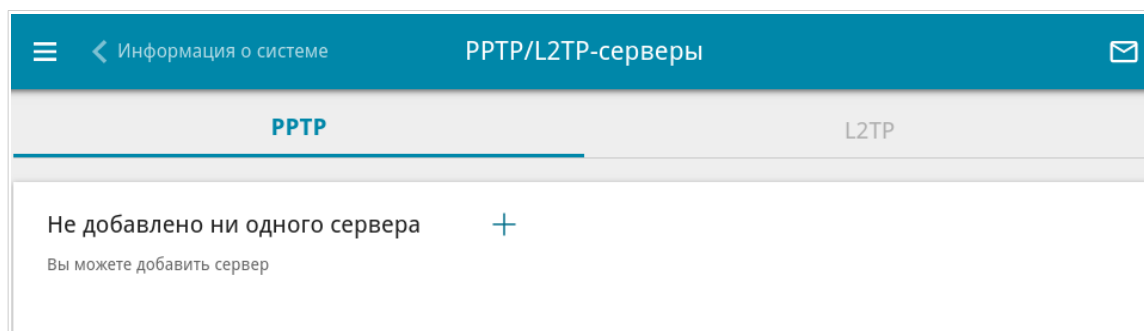 Информация о системе
PPTP/L2TP-серверы
PPTP
L2TP
Не добавлено ни одного сервера
Вы можете добавить сервер